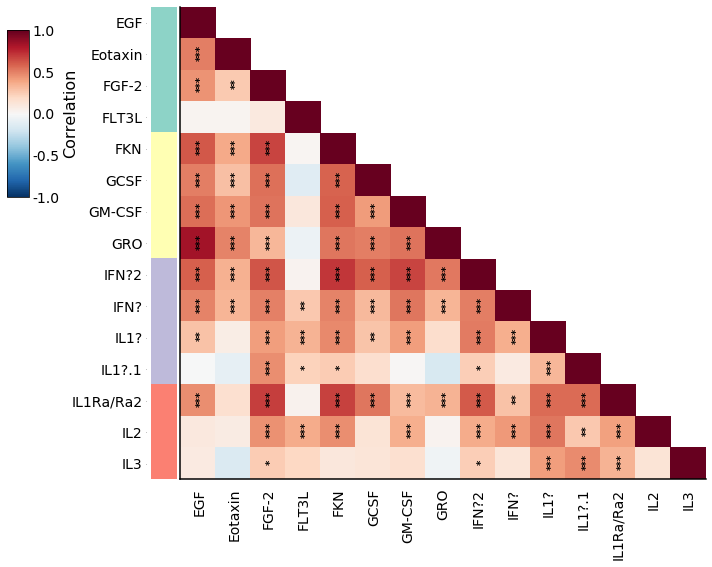 EGF
1.0
Eotaxin
***
0.5
FGF-2
*** **
0.0
FLT3L
Correlation
FKN
*** *** ***
-0.5
GCSF
*** *** *** ***
-1.0
GM-CSF
*** *** *** *** ***
GRO
*** *** *** *** *** ***
IFN?2
*** *** *** *** *** *** ***
IFN?
*** *** *** ** *** *** *** *** ***
IL1?
** *** *** *** ** *** *** ***
IL1?.1
*** * * * ***
IL1Ra/Ra2
*** *** *** *** *** *** *** ** *** ***
IL2
*** *** *** *** *** *** *** ** ***
IL3
* * *** *** ***
EGF
Eotaxin
FGF-2
FLT3L
FKN
GCSF
GM-CSF
GRO
IFN?2
IFN?
IL1?
IL1?.1
IL1Ra/Ra2
IL2
IL3